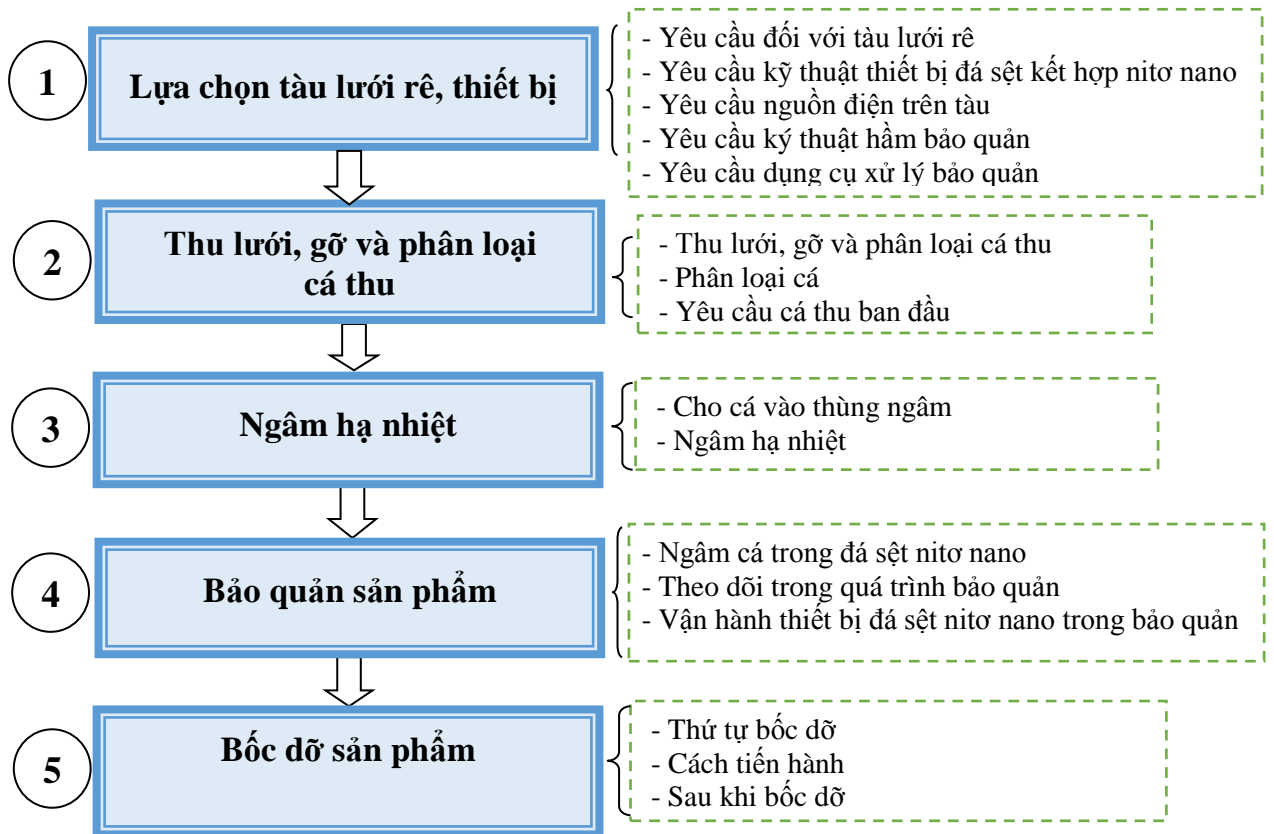 1
Lựa chọn tàu lưới rê, thiết bị
- Yêu cầu đối với tàu lưới rê
- Yêu cầu kỹ thuật thiết bị đá sệt kết hợp nitơ nano
- Yêu cầu nguồn điện trên tàu
- Yêu cầu ký thuật hầm bảo quản
- Yêu cầu dụng cụ xử lý bảo quản
2
Thu lưới, gỡ và phân loại
cá thu
- Thu lưới, gỡ và phân loại cá thu
- Phân loại cá
- Yêu cầu cá thu ban đầu
3
Ngâm hạ nhiệt
- Cho cá vào thùng ngâm
- Ngâm hạ nhiệt
4
Bảo quản sản phẩm
- Ngâm cá trong đá sệt nitơ nano
- Theo dõi trong quá trình bảo quản
- Vận hành thiết bị đá sệt nitơ nano trong bảo quản
5
Bốc dỡ sản phẩm
- Thứ tự bốc dỡ
- Cách tiến hành
- Sau khi bốc dỡ